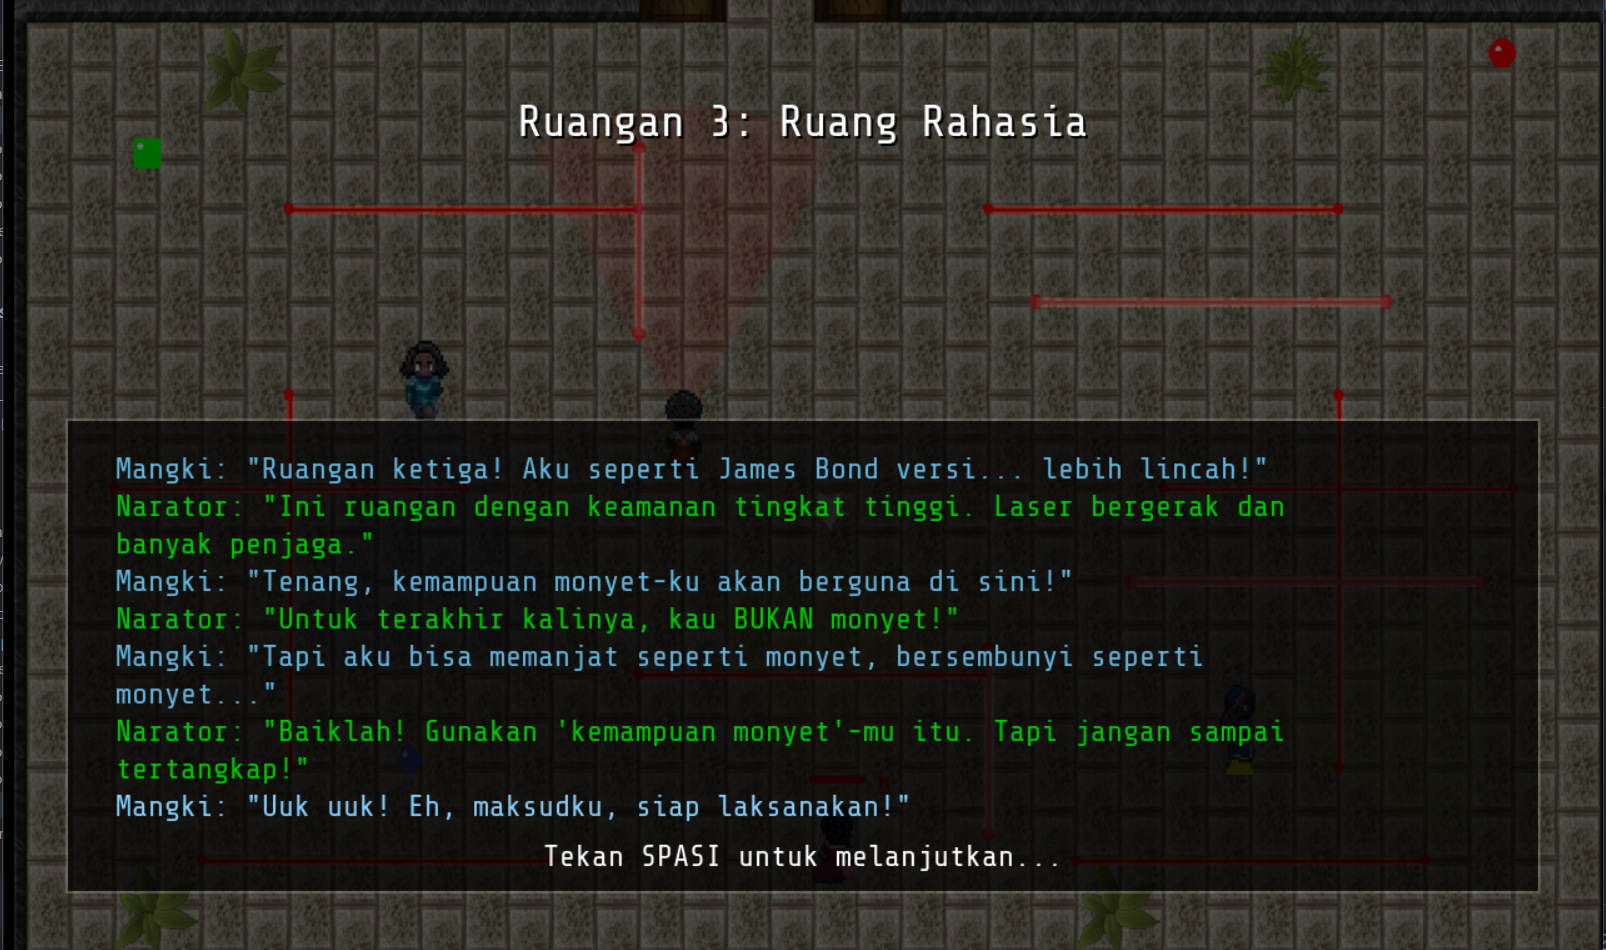 Ruangan 3: Ruang Rahasia
Mangki: "Ruangan ketiga! Aku seperti James Bond versi... lebih lincah!"
Narator: "Ini ruangan dengan keamanan tingkat tinggi. Laser bergerak dan
banyak penjaga."
Mangki: "Tenang, kemampuan monyet-ku akan berguna di sini!"
Narator: "Untuk terakhir kalinya, kau BUKAN monyet!"
Mangki: "Tapi aku bisa memanjat seperti monyet, bersembunyi seperti
monyet..."
Narator: "Baiklah! Gunakan 'kemampuan monyet'-mu itu. Tapi jangan sampai
tertangkap!"
Mangki: "Uuk uuk! Eh, maksudku, siap laksanakan!"
Tekan SPASI untuk melanjutkan...